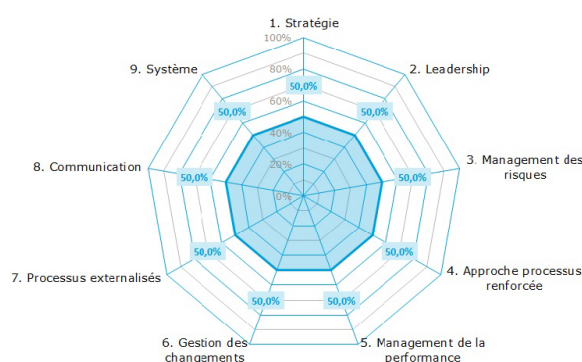 1. Stratégie
100%
9. Système
2. Leadership
80%
50,0%
60%
50,0%
50,0%
40%
8. Communication
3. Management des
risques
50,0%
50,0%
20%
0%
50,0%
50,0%
7. Processus externalisés
4. Approche processus
renforcée
50,0%
50,0%
6. Gestion des
changements
5. Management de la
performance